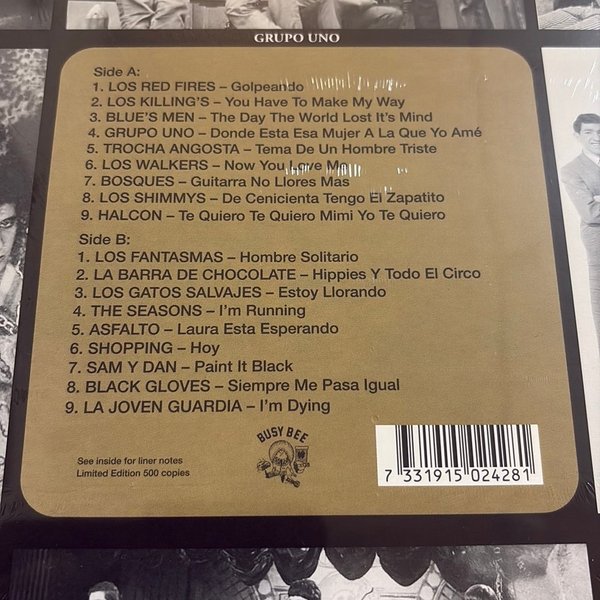 GRUPO UNO
Side A:
1. LOS RED FIRES – Golpeando
2. LOS KILLING'S – You Have To Make My Way
3. BLUE'S MEN – The Day The World Lost It's Mind
4. GRUPO UNO – Donde Esta Esa Mujer A La Que Yo Amé
5. TROCHA ANGOSTA – Tema De Un Hombre Triste
6. LOS WALKERS – Now You Love Me
7. BOSQUES – Guitarra No Llores Mas
8. LOS SHIMMYS – De Cenicienta Tengo El Zapatito
9. HALCON – Te Quiero Te Quiero Mimi Yo Te Quiero
Side B:
1. LOS FANTASMAS – Hombre Solitario
2. LA BARRA DE CHOCOLATE – Hippies Y Todo El Circo
3. LOS GATOS SALVAJES – Estoy Llorando
4. THE SEASONS – I'm Running
5. ASFALTO – Laura Esta Esperando
6. SHOPPING – Hoy
7. SAM Y DAN – Paint It Black
8. BLACK GLOVES – Siempre Me Pasa Igual
9. LA JOVEN GUARDIA – I'm Dying
BUSY BEE
See inside for liner notes
Limited Edition 500 copies
7 331915 024281